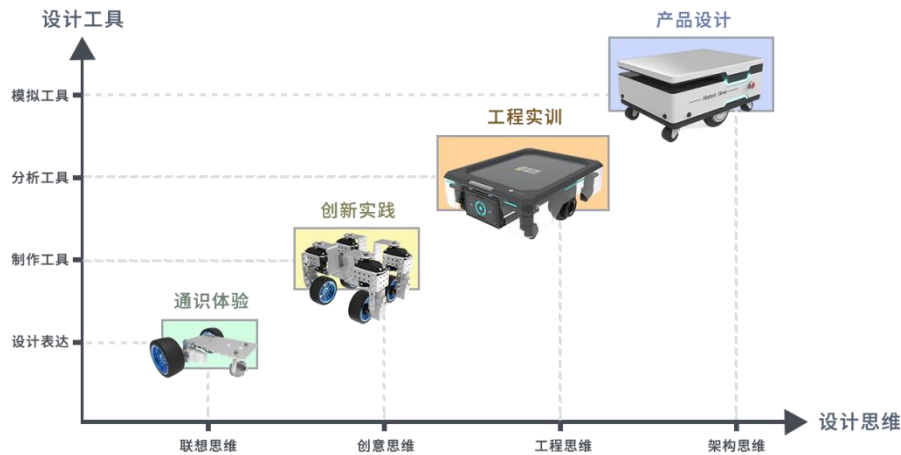 设计工具
产品设计
模拟工具
工程实训
分析工具
创新实践
制作工具
通识体验
设计表达
设计思维
联想思维
创意思维
工程思维
架构思维